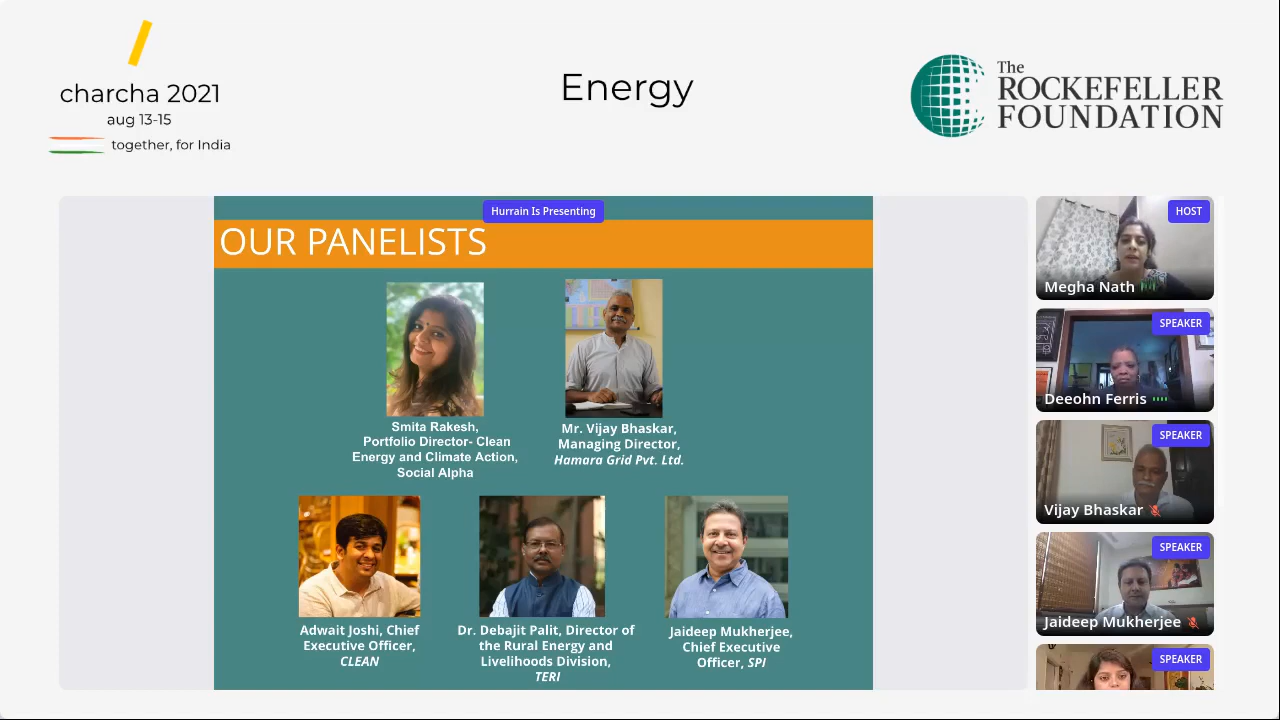 charcha 2021
aug 13-15
together, for India
Energy
The
ROCKEFELLER
FOUNDATION
Hurrain Is Presenting
OUR PANELISTS
Smita Rakesh,
Portfolio Director- Clean
Energy and Climate Action,
Social Alpha
Mr. Vijay Bhaskar,
Managing Director,
Hamara Grid Pvt. Ltd.
Adwait Joshi, Chief
Executive Officer,
CLEAN
Dr. Debajit Palit, Director of
the Rural Energy and
Livelihoods Division,
TERI
Jaideep Mukherjee,
Chief Executive
Officer, SPI
HOST
Megha Nath
SPEAKER
Deeohn Ferris
SPEAKER
Vijay Bhaskar
SPEAKER
Jaideep Mukherjee
SPEAKER